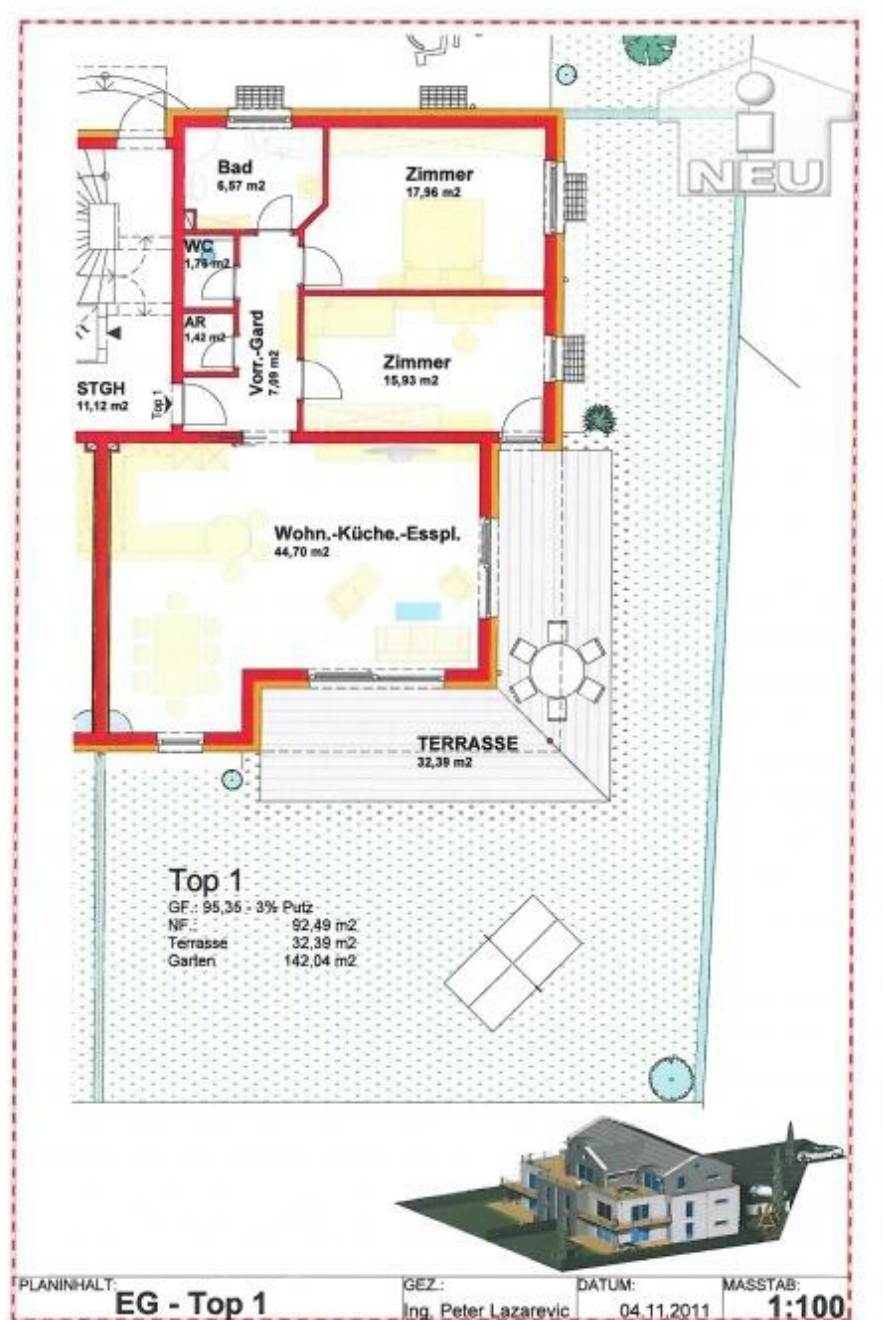 NEU
Bad
6,57 m2
Zimmer
17,96 m2
WC
1,76 m2
AR
1,42 m2
Vorr.-Gard
7,09 m2
Zimmer
15,93 m2
STGH
11,12 m2
Top 1
Wohn.-Küche.-Esspl.
44,70 m2
TERRASSE
32,39 m2
Top 1
GF.: 95,35 - 3% Putz
NF.: 92,49 m2
Terrasse 32,39 m2
Garten 142,04 m2
PLANINHALT: GEZ.: DATUM: MASSTAB:
EG - Top 1 Ing. Peter Lazarevic 04.11.2011 1:100